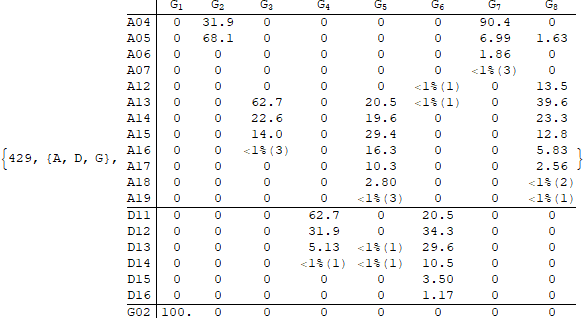 G₁ G₂ G₃ G₄ G₅ G₆ G₇ G₈
A04 0 31.9 0 0 0 0 90.4 0
A05 0 68.1 0 0 0 0 6.99 1.63
A06 0 0 0 0 0 0 1.86 0
A07 0 0 0 0 0 0 <1%(3) 0
A12 0 0 0 0 0 <1%(1) 0 13.5
A13 0 0 62.7 0 20.5 <1%(1) 0 39.6
A14 0 0 22.6 0 19.6 0 0 23.3
A15 0 0 14.0 0 29.4 0 0 12.8
{429, {A, D, G}, A16 0 0 <1%(3) 0 16.3 0 0 5.83 }
A17 0 0 0 0 10.3 0 0 2.56
A18 0 0 0 0 2.80 0 0 <1%(2)
A19 0 0 0 0 <1%(3) 0 0 <1%(1)
D11 0 0 0 62.7 0 20.5 0 0
D12 0 0 0 31.9 0 34.3 0 0
D13 0 0 0 5.13 <1%(1) 29.6 0 0
D14 0 0 0 <1%(1) <1%(1) 10.5 0 0
D15 0 0 0 0 0 3.50 0 0
D16 0 0 0 0 0 1.17 0 0
G02 100. 0 0 0 0 0 0 0